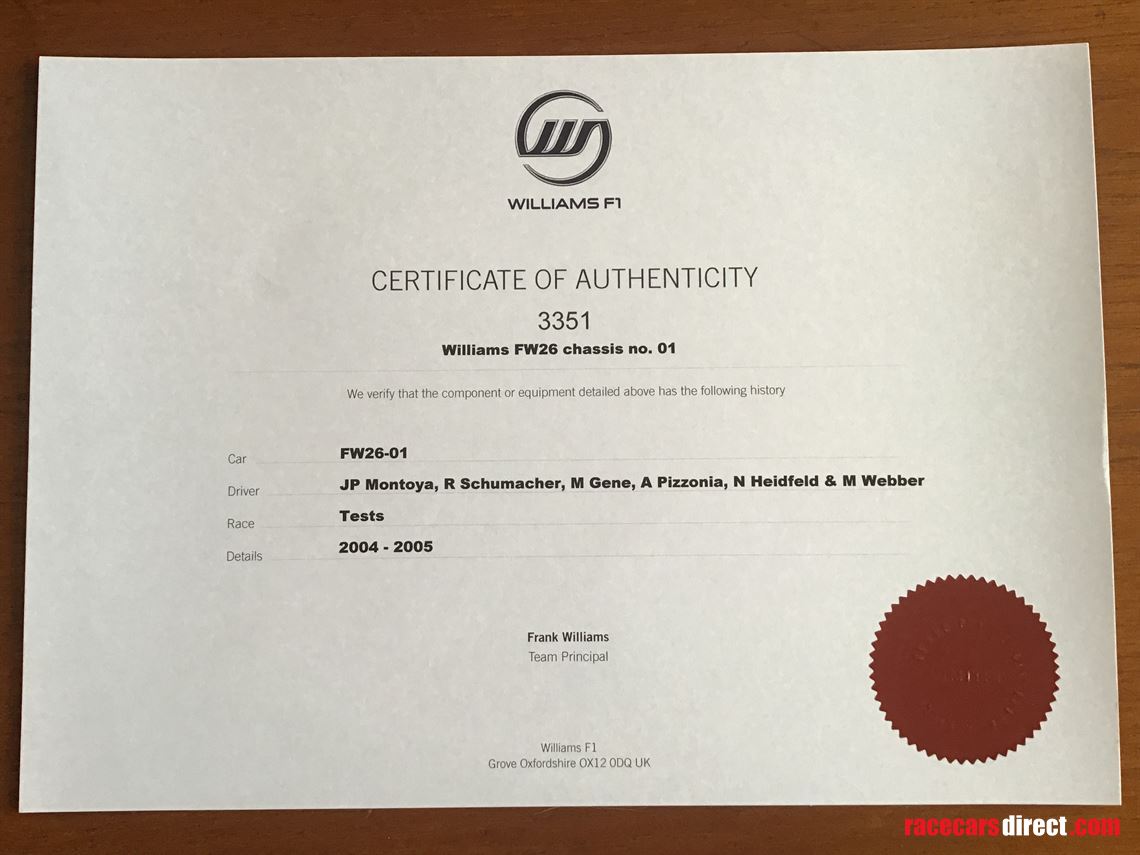 WILLIAMS F1
CERTIFICATE OF AUTHENTICITY
3351
Williams FW26 chassis no. 01
We verify that the component or equipment detailed above has the following history
Car FW26-01
Driver JP Montoya, R Schumacher, M Gene, A Pizzonia, N Heidfeld & M Webber
Race Tests
Details 2004 - 2005
Frank Williams
Team Principal
Williams F1
Grove Oxfordshire OX12 0DQ UK
racecarsdirect.com